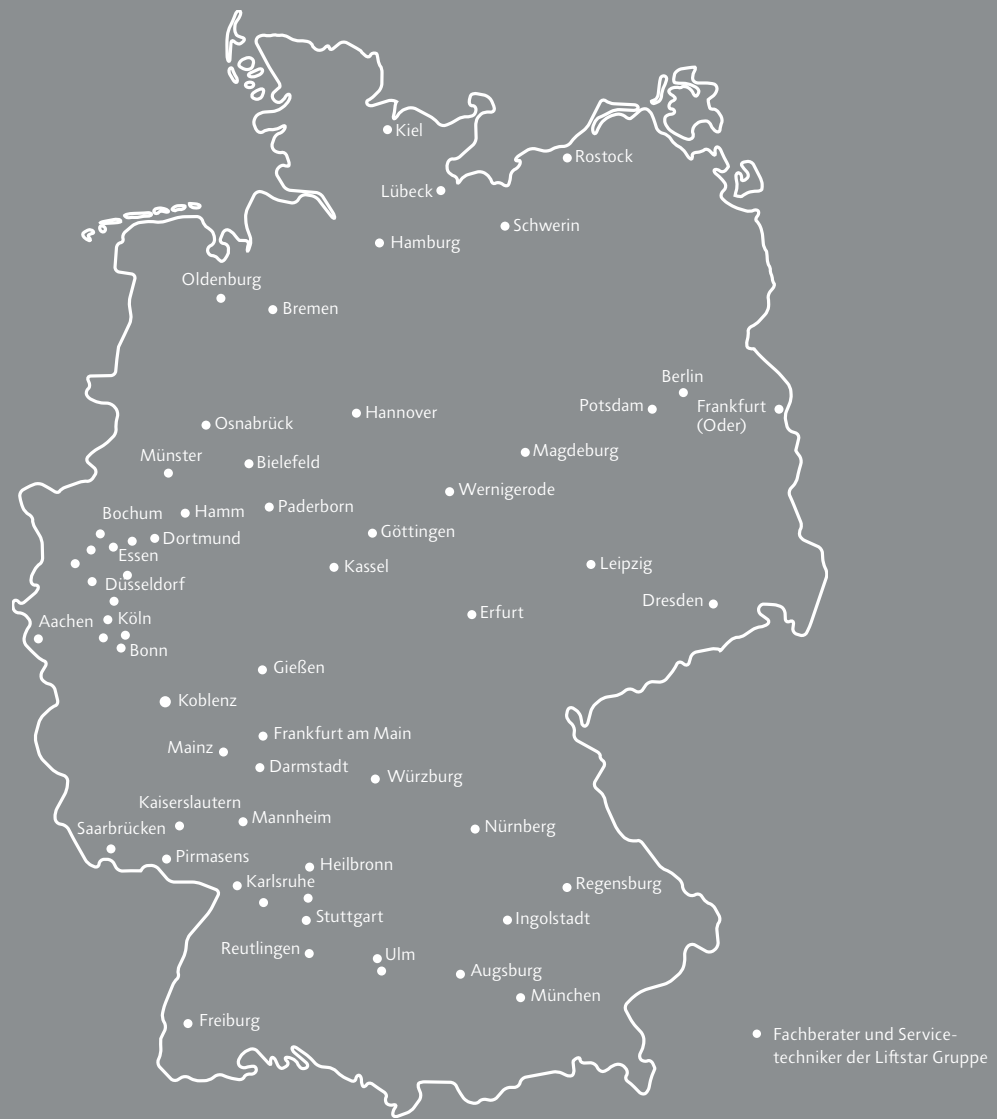 Kiel
Rostock
Lübeck
Schwerin
Hamburg
Oldenburg
Bremen
Berlin
Potsdam
Frankfurt
(Oder)
Hannover
Osnabrück
Magdeburg
Münster
Bielefeld
Wernigerode
Paderborn
Bochum
Hamm
Göttingen
Dortmund
Essen
Kassel
Leipzig
Düsseldorf
Dresden
Erfurt
Aachen
Köln
Bonn
Gießen
Koblenz
Frankfurt am Main
Mainz
Darmstadt
Würzburg
Kaiserslautern
Mannheim
Saarbrücken
Nürnberg
Pirmasens
Heilbronn
Karlsruhe
Regensburg
Stuttgart
Ingolstadt
Reutlingen
Ulm
Augsburg
München
Freiburg
Fachberater und Service-
techniker der Liftstar Gruppe